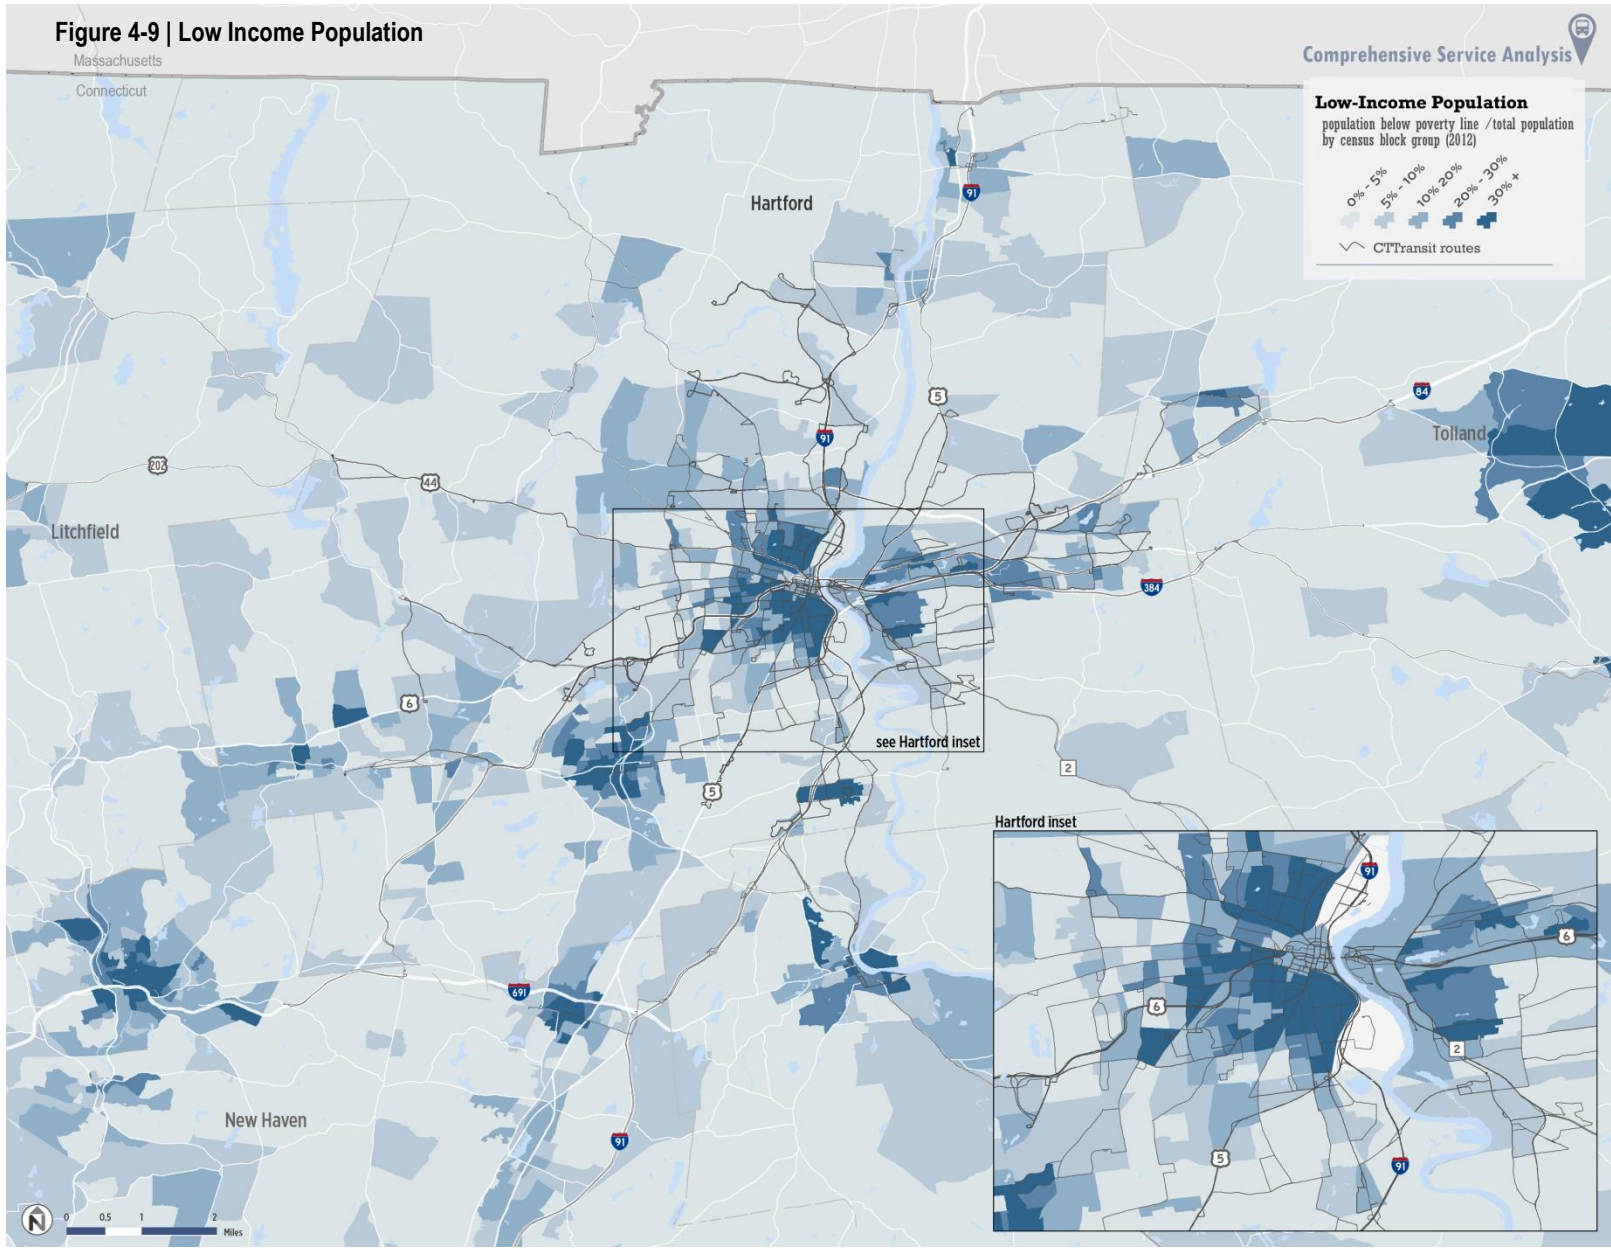 Figure 4-9 | Low Income Population
Massachusetts
Connecticut
Comprehensive Service Analysis
Low-Income Population
population below poverty line /total population
by census block group (2012)
0% - 5%
5% - 10%
10% 20%
20% - 30%
30% +
CTTransit routes
91
Hartford
5
84
91
Tolland
202
44
Litchfield
384
6
see Hartford inset
2
5
Hartford inset
91
6
691
6
2
New Haven
91
5
91
N
0 0.5 1 2
Miles